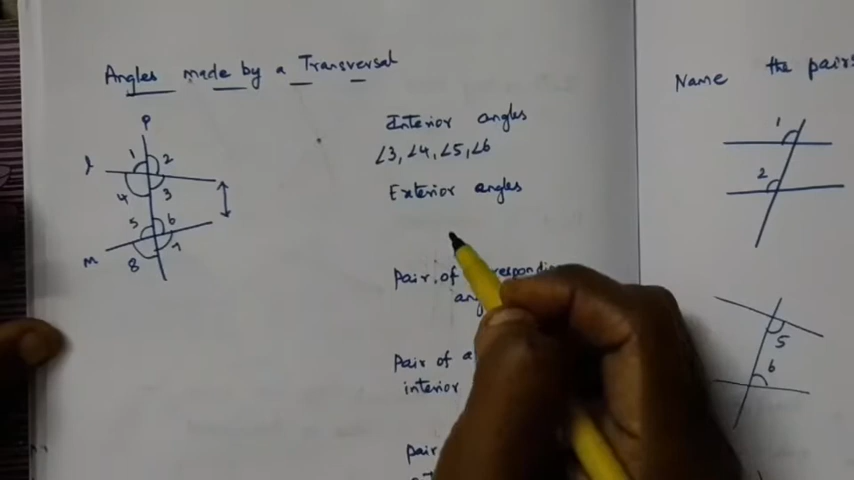 Angles made by a Transversal
P
l
1 2
4 3
5 6
8 7
m
Interior angles
∠3, ∠4, ∠5, ∠6
Exterior angles
Pair of
Pair of
interior
Pair
Name the pairs
1
2
5
6